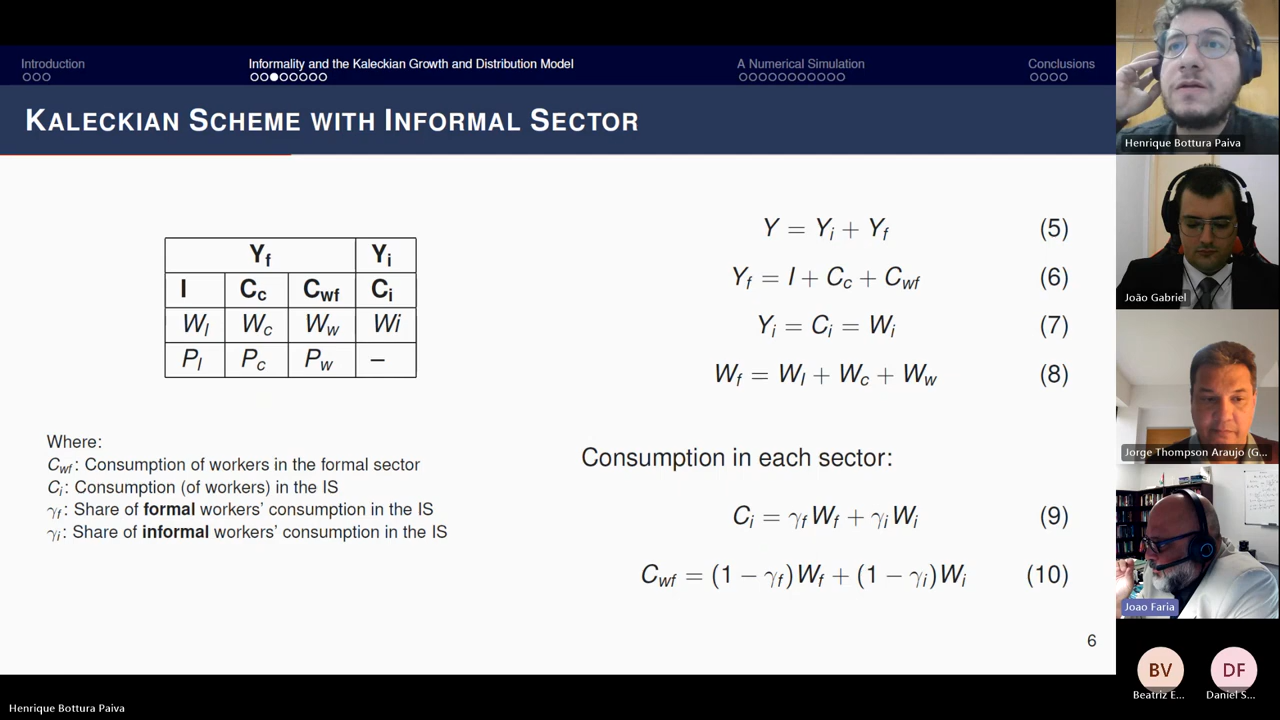 Introduction
Informality and the Kaleckian Growth and Distribution Model
A Numerical Simulation
Conclusions
KALECKIAN SCHEME WITH INFORMAL SECTOR
Y_f Y_i
I C_c C_wf C_i
W_I W_c W_w Wi
P_I P_c P_w –
Where:
C_wf: Consumption of workers in the formal sector
C_i: Consumption (of workers) in the IS
γ_f: Share of formal workers' consumption in the IS
γ_i: Share of informal workers' consumption in the IS
Y = Y_i + Y_f (5)
Y_f = I + C_c + C_wf (6)
Y_i = C_i = W_i (7)
W_f = W_I + W_c + W_w (8)
Consumption in each sector:
C_i = γ_f W_f + γ_i W_i (9)
C_wf = (1 − γ_f)W_f + (1 − γ_i)W_i (10)
6
Henrique Bottura Paiva
João Gabriel
Jorge Thompson Araujo (G...
Joao Faria
BV
Beatriz E...
DF
Daniel S...
Henrique Bottura Paiva